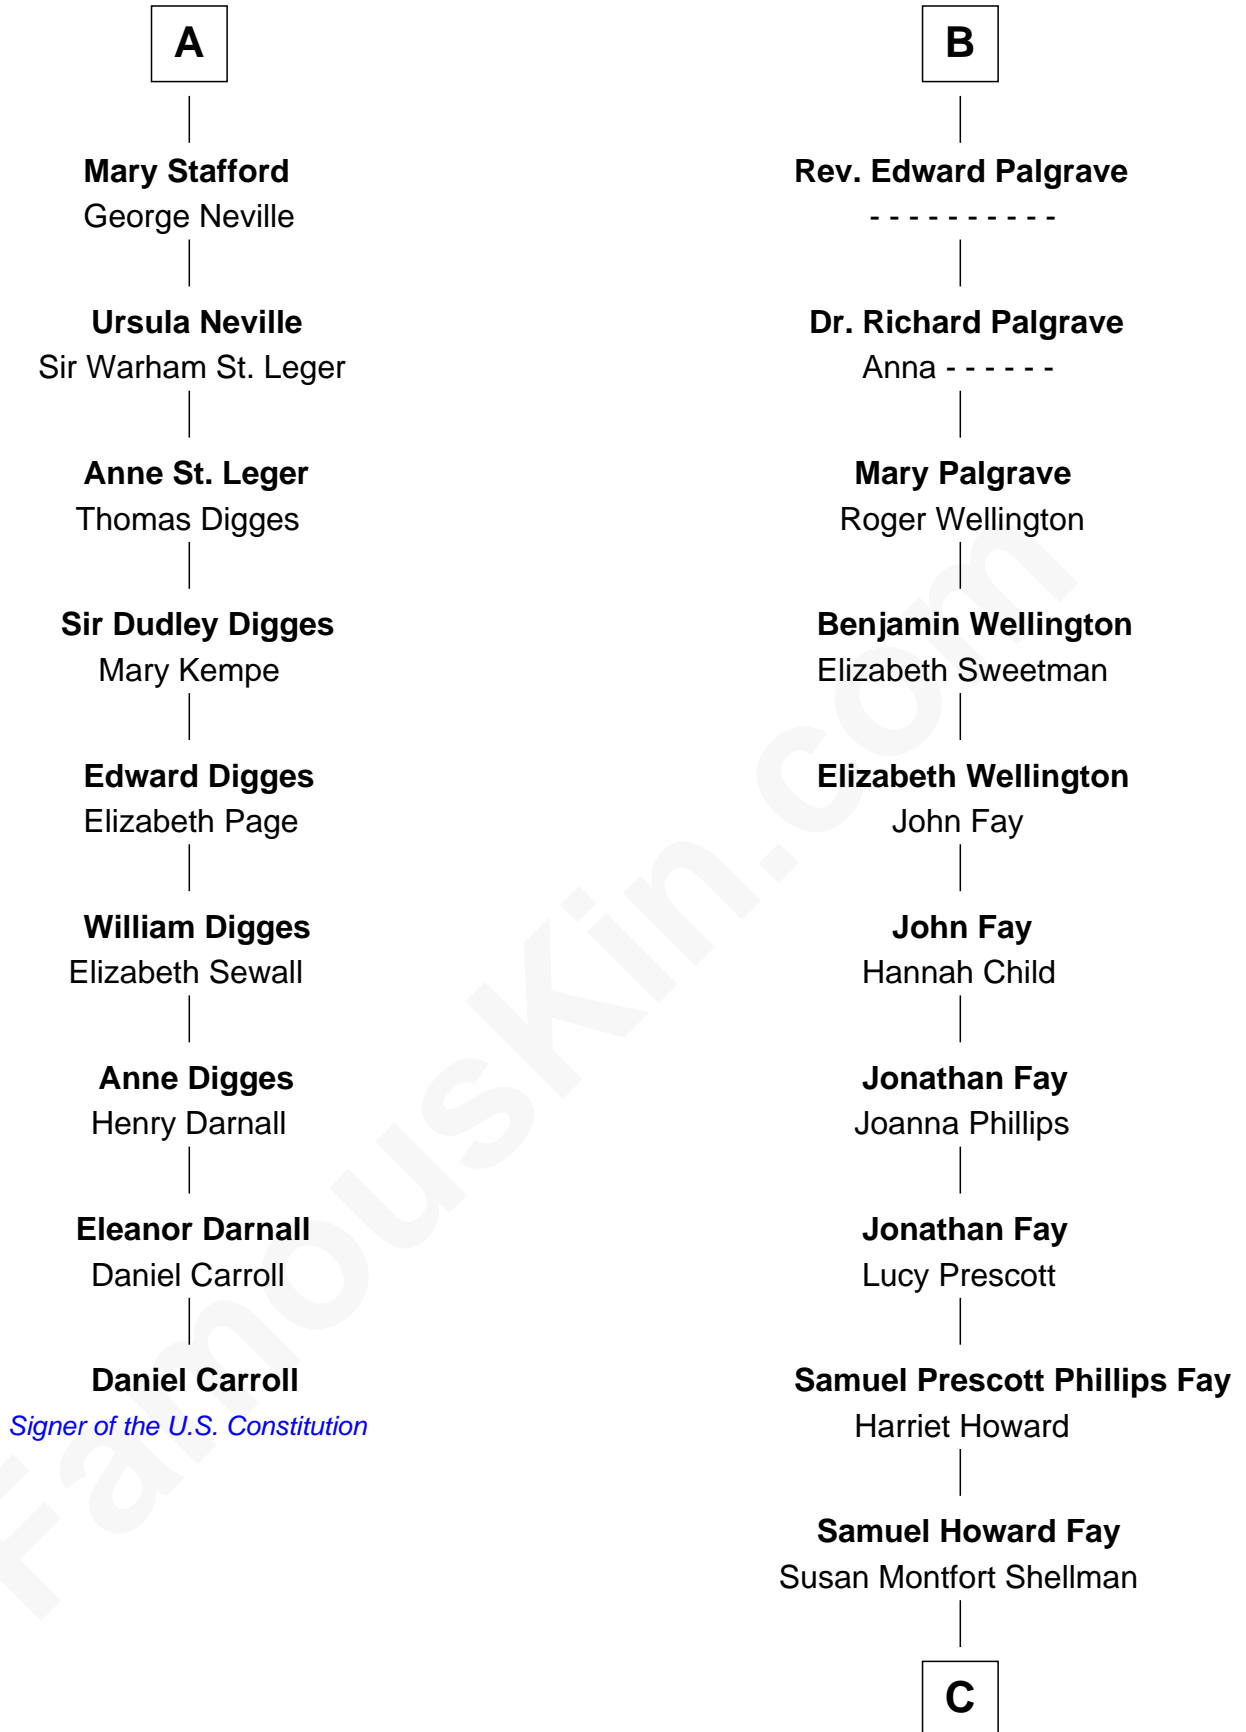 A
Mary Stafford
George Neville
Ursula Neville
Sir Warham St. Leger
Anne St. Leger
Thomas Digges
Sir Dudley Digges
Mary Kempe
Edward Digges
Elizabeth Page
William Digges
Elizabeth Sewall
Anne Digges
Henry Darnall
Eleanor Darnall
Daniel Carroll
Daniel Carroll
Signer of the U.S. Constitution
B
Rev. Edward Palgrave
- - - - - - - - - -
Dr. Richard Palgrave
Anna - - - - - -
Mary Palgrave
Roger Wellington
Benjamin Wellington
Elizabeth Sweetman
Elizabeth Wellington
John Fay
John Fay
Hannah Child
Jonathan Fay
Joanna Phillips
Jonathan Fay
Lucy Prescott
Samuel Prescott Phillips Fay
Harriet Howard
Samuel Howard Fay
Susan Montfort Shellman
C
FamousKin.com